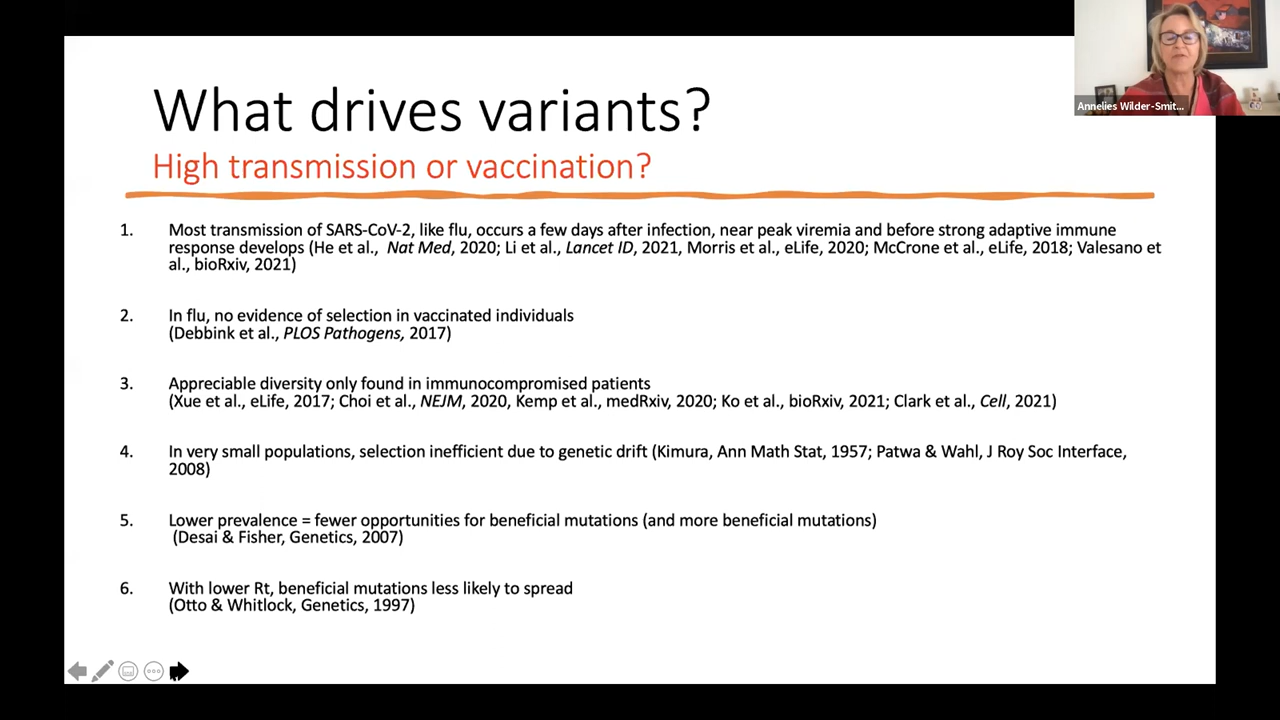 What drives variants?
High transmission or vaccination?
Annelies Wilder-Smit...
1. Most transmission of SARS-CoV-2, like flu, occurs a few days after infection, near peak viremia and before strong adaptive immune
response develops (He et al., Nat Med, 2020; Li et al., Lancet ID, 2021, Morris et al., eLife, 2020; McCrone et al., eLife, 2018; Valesano et
al., bioRxiv, 2021)
2. In flu, no evidence of selection in vaccinated individuals
(Debbink et al., PLOS Pathogens, 2017)
3. Appreciable diversity only found in immunocompromised patients
(Xue et al., eLife, 2017; Choi et al., NEJM, 2020, Kemp et al., medRxiv, 2020; Ko et al., bioRxiv, 2021; Clark et al., Cell, 2021)
4. In very small populations, selection inefficient due to genetic drift (Kimura, Ann Math Stat, 1957; Patwa & Wahl, J Roy Soc Interface,
2008)
5. Lower prevalence = fewer opportunities for beneficial mutations (and more beneficial mutations)
(Desai & Fisher, Genetics, 2007)
6. With lower Rt, beneficial mutations less likely to spread
(Otto & Whitlock, Genetics, 1997)